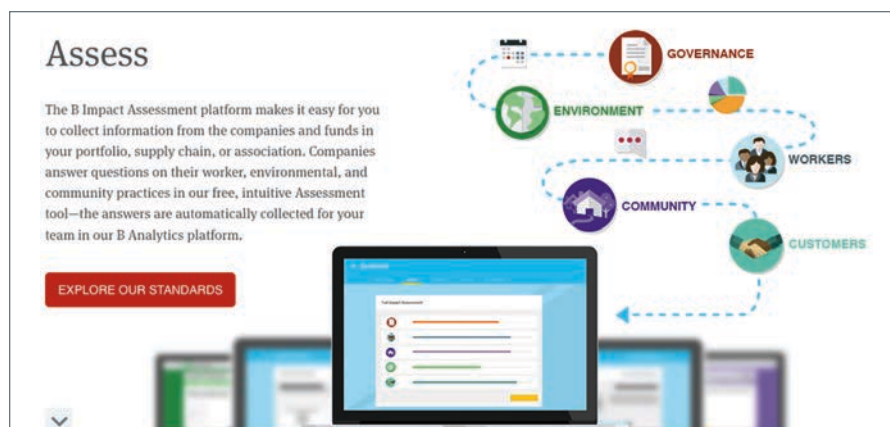 Assess
The B Impact Assessment platform makes it easy for you
to collect information from the companies and funds in
your portfolio, supply chain, or association. Companies
answer questions on their worker, environmental, and
community practices in our free, intuitive Assessment
tool—the answers are automatically collected for your
team in our B Analytics platform.
EXPLORE OUR STANDARDS
GOVERNANCE
ENVIRONMENT
WORKERS
COMMUNITY
CUSTOMERS